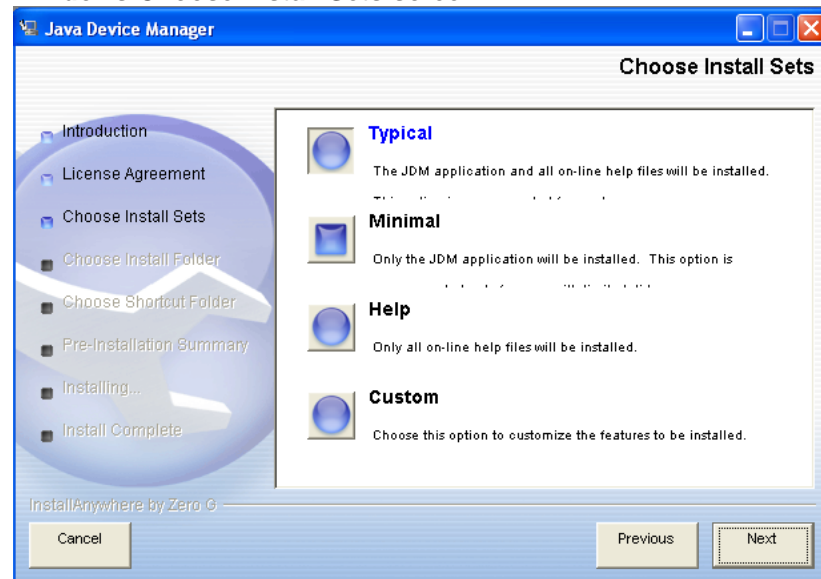 Java Device Manager
Choose Install Sets
Introduction
License Agreement
Choose Install Sets
Choose Install Folder
Choose Shortcut Folder
Pre-Installation Summary
Installing...
Install Complete
Typical
The JDM application and all on-line help files will be installed.
Minimal
Only the JDM application will be installed. This option is
Help
Only all on-line help files will be installed.
Custom
Choose this option to customize the features to be installed.
InstallAnywhere by Zero G
Cancel
Previous
Next